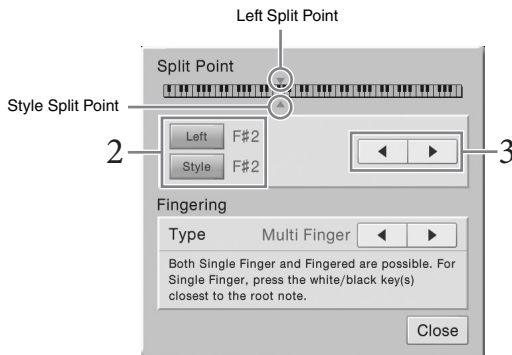 Left Split Point
Split Point
Style Split Point
2
Left F♯2
3
Style F♯2
Fingering
Type Multi Finger
Both Single Finger and Fingered are possible. For
Single Finger, press the white/black key(s)
closest to the root note.
Close